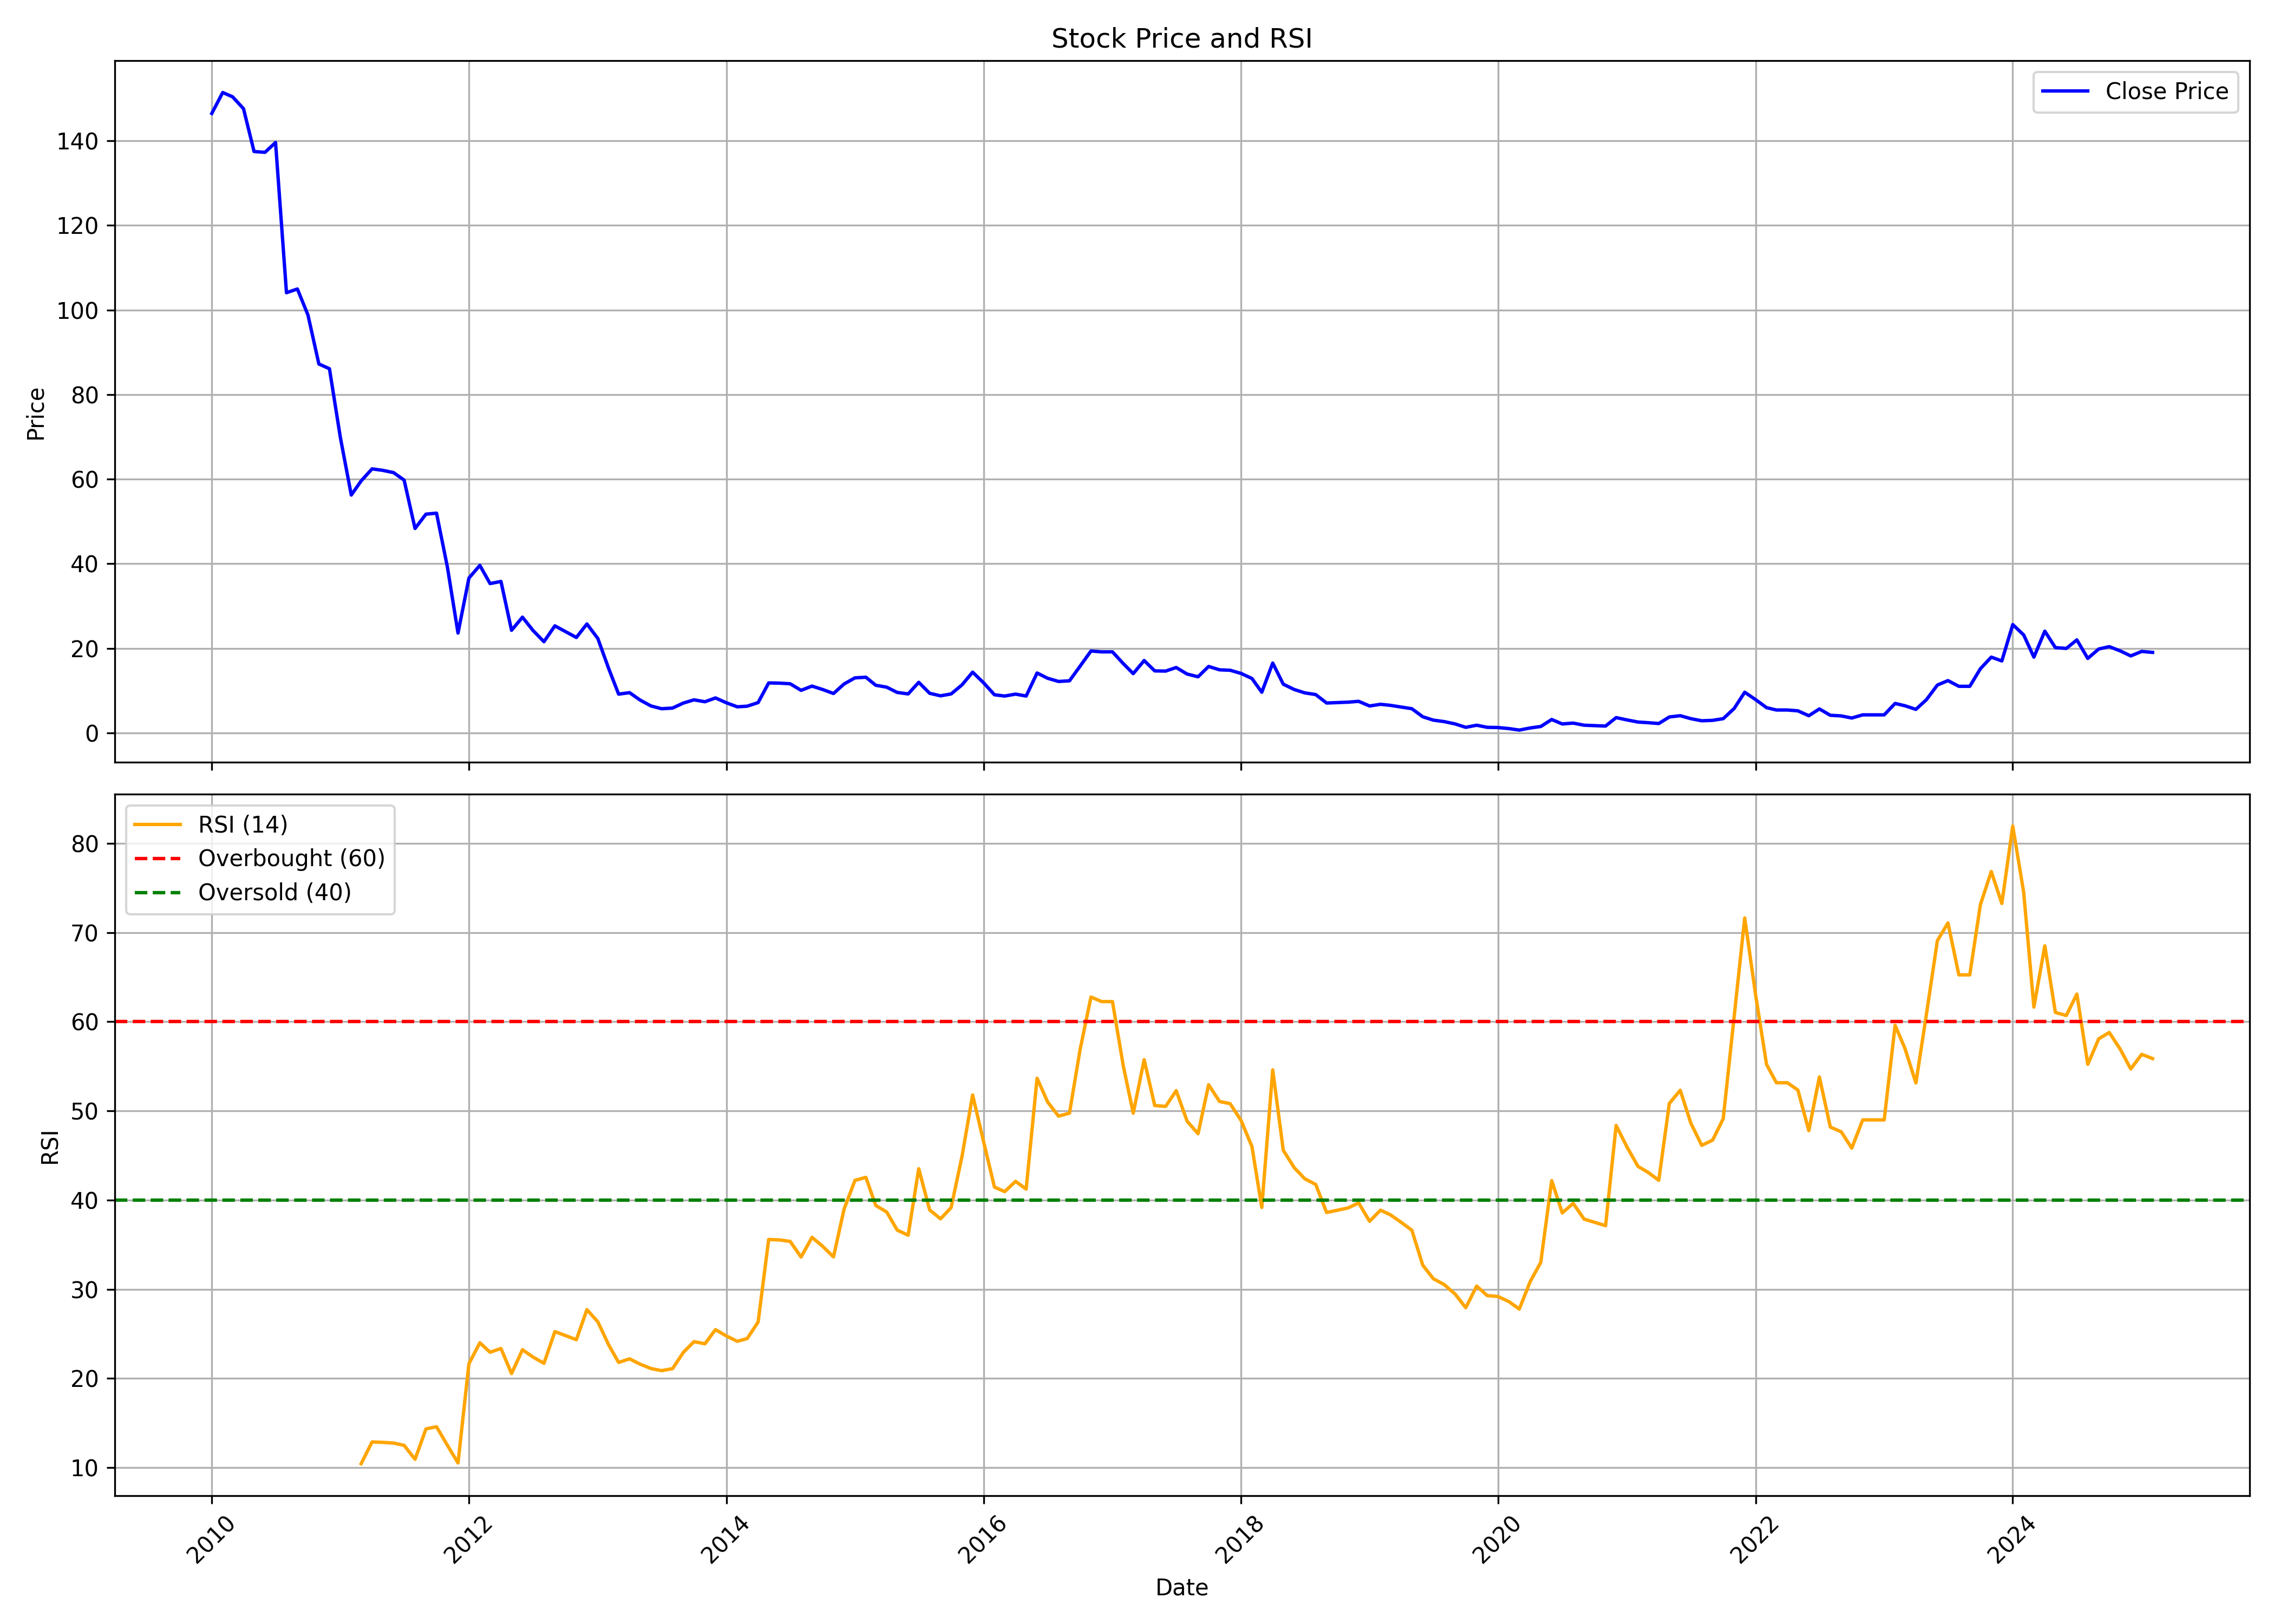 Stock Price and RSI
Close Price
Price
140
120
100
80
60
40
20
0
RSI (14)
Overbought (60)
Oversold (40)
RSI
80
70
60
50
40
30
20
10
2010 2012 2014 2016 2018 2020 2022 2024
Date